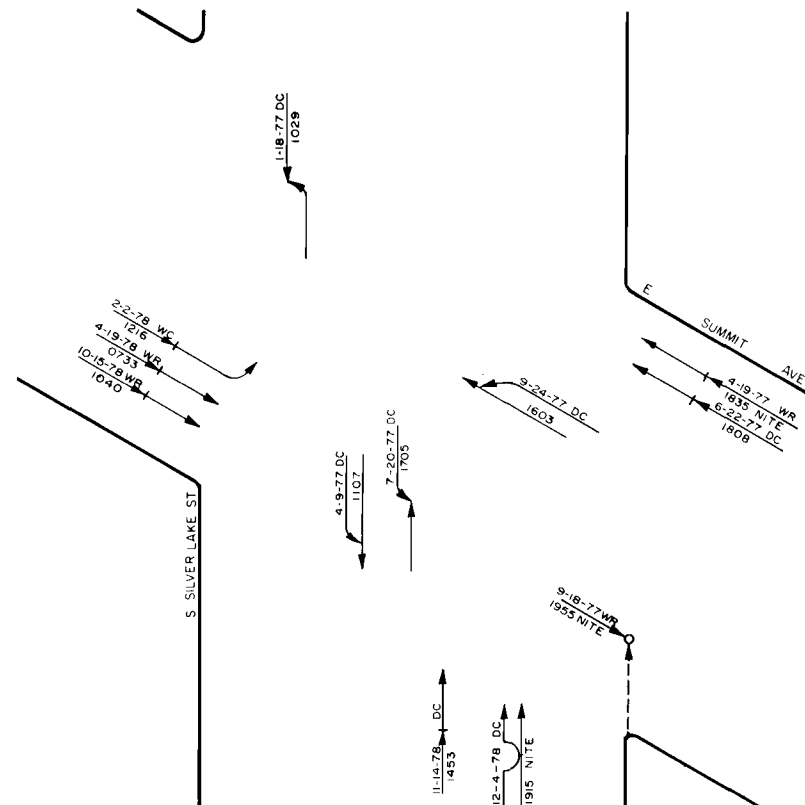 1-18-77 DC
1029
2-2-78 WC
1216
4-19-78 WR
0733
10-15-78 WR
1640
E SUMMIT AVE
4-19-77 WR
1835 NITE
6-22-77 DC
1808
9-24-77 DC
1603
7-20-77 DC
1705
4-9-77 DC
1107
S SILVER LAKE ST
9-18-77 WR
1955 NITE
11-14-78 DC
1453
12-4-78 DC
1915 NITE